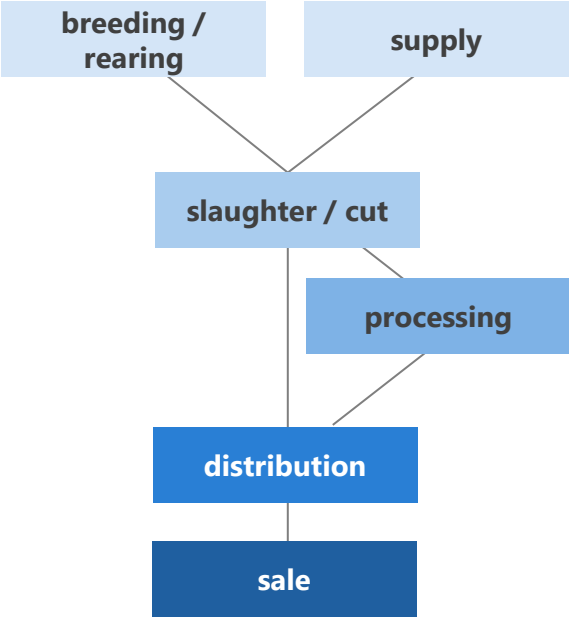 breeding /
rearing
supply
slaughter / cut
processing
distribution
sale